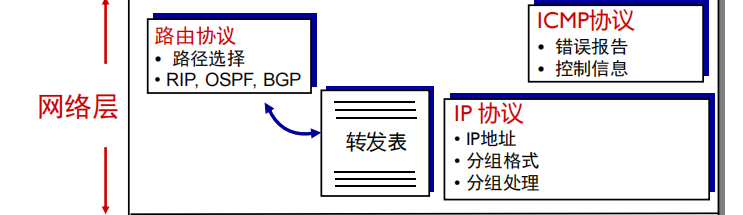 网络层
路由协议
• 路径选择
• RIP, OSPF, BGP
转发表
ICMP协议
• 错误报告
• 控制信息
IP 协议
• IP地址
• 分组格式
• 分组处理